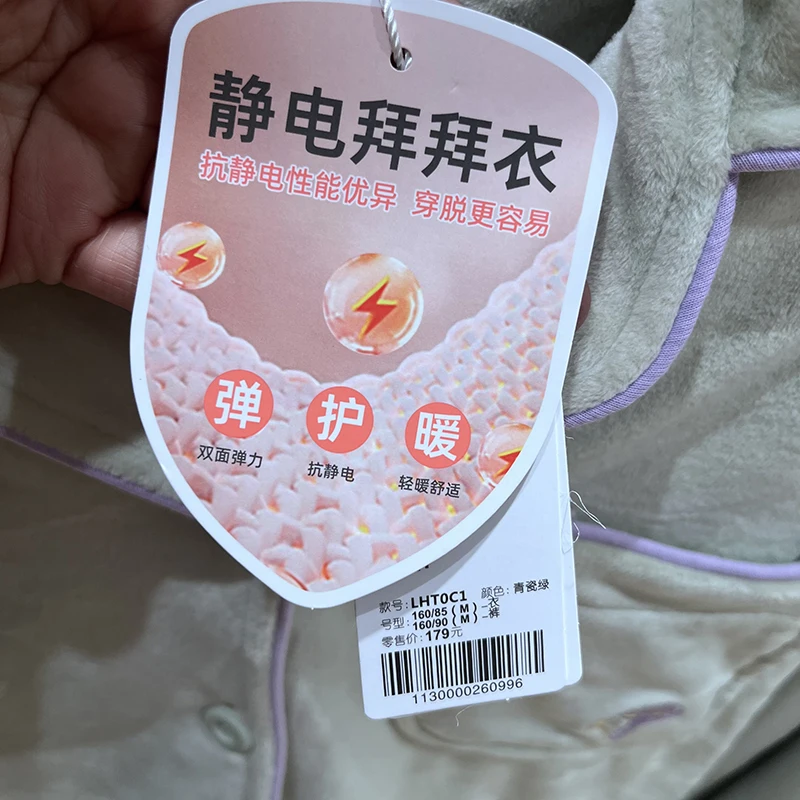 静电拜拜衣
抗静电性能优异 穿脱更容易
弹 护 暖
双面弹力 抗静电 轻暖舒适
款号: LHT0C1 颜色: 青瓷绿
号型: 160/85 ( M ) -衣
160/90 ( M ) -裤
零售价: 179元
1130000260996